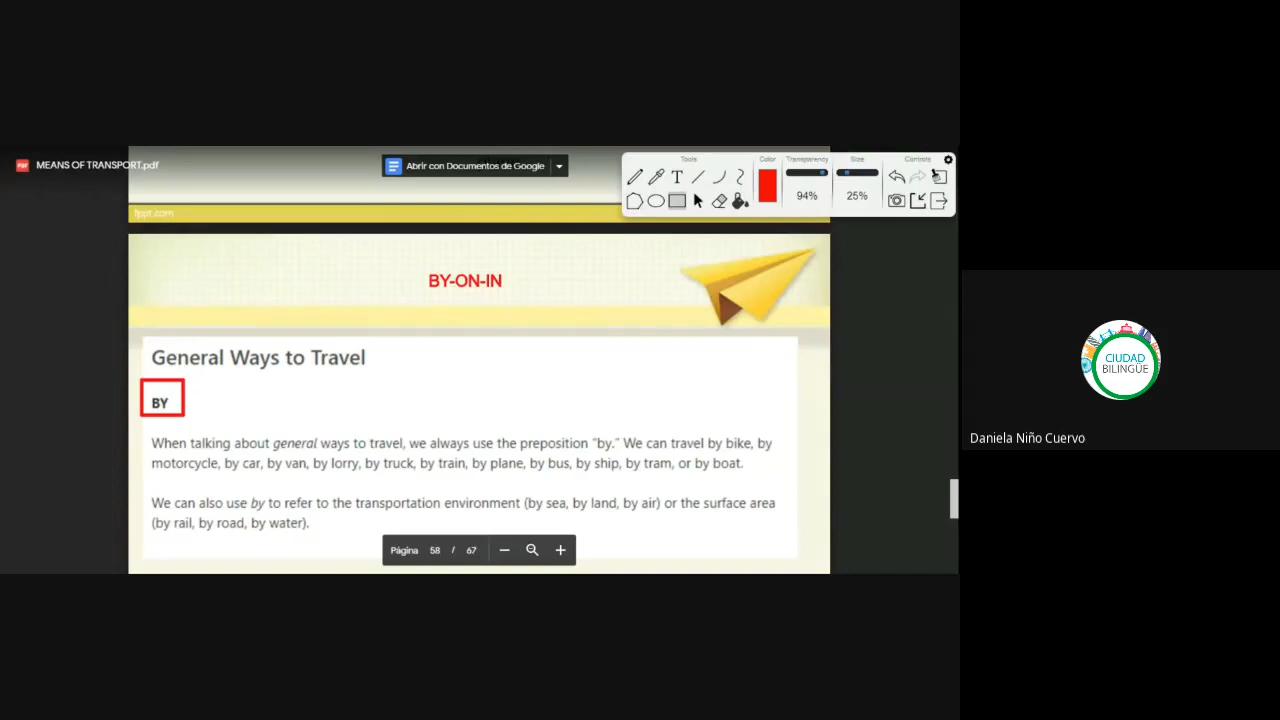 MEANS OF TRANSPORT.pdf
Abrir con Documentos de Google
Tools
Color
Transparency
Size
Controls
94%
25%
fppt.com
BY-ON-IN
General Ways to Travel
BY
When talking about general ways to travel, we always use the preposition "by." We can travel by bike, by
motorcycle, by car, by van, by lorry, by truck, by train, by plane, by bus, by ship, by tram, or by boat.
We can also use by to refer to the transportation environment (by sea, by land, by air) or the surface area
(by rail, by road, by water).
Página 58 / 67
CIUDAD
BILINGÜE
Daniela Niño Cuervo